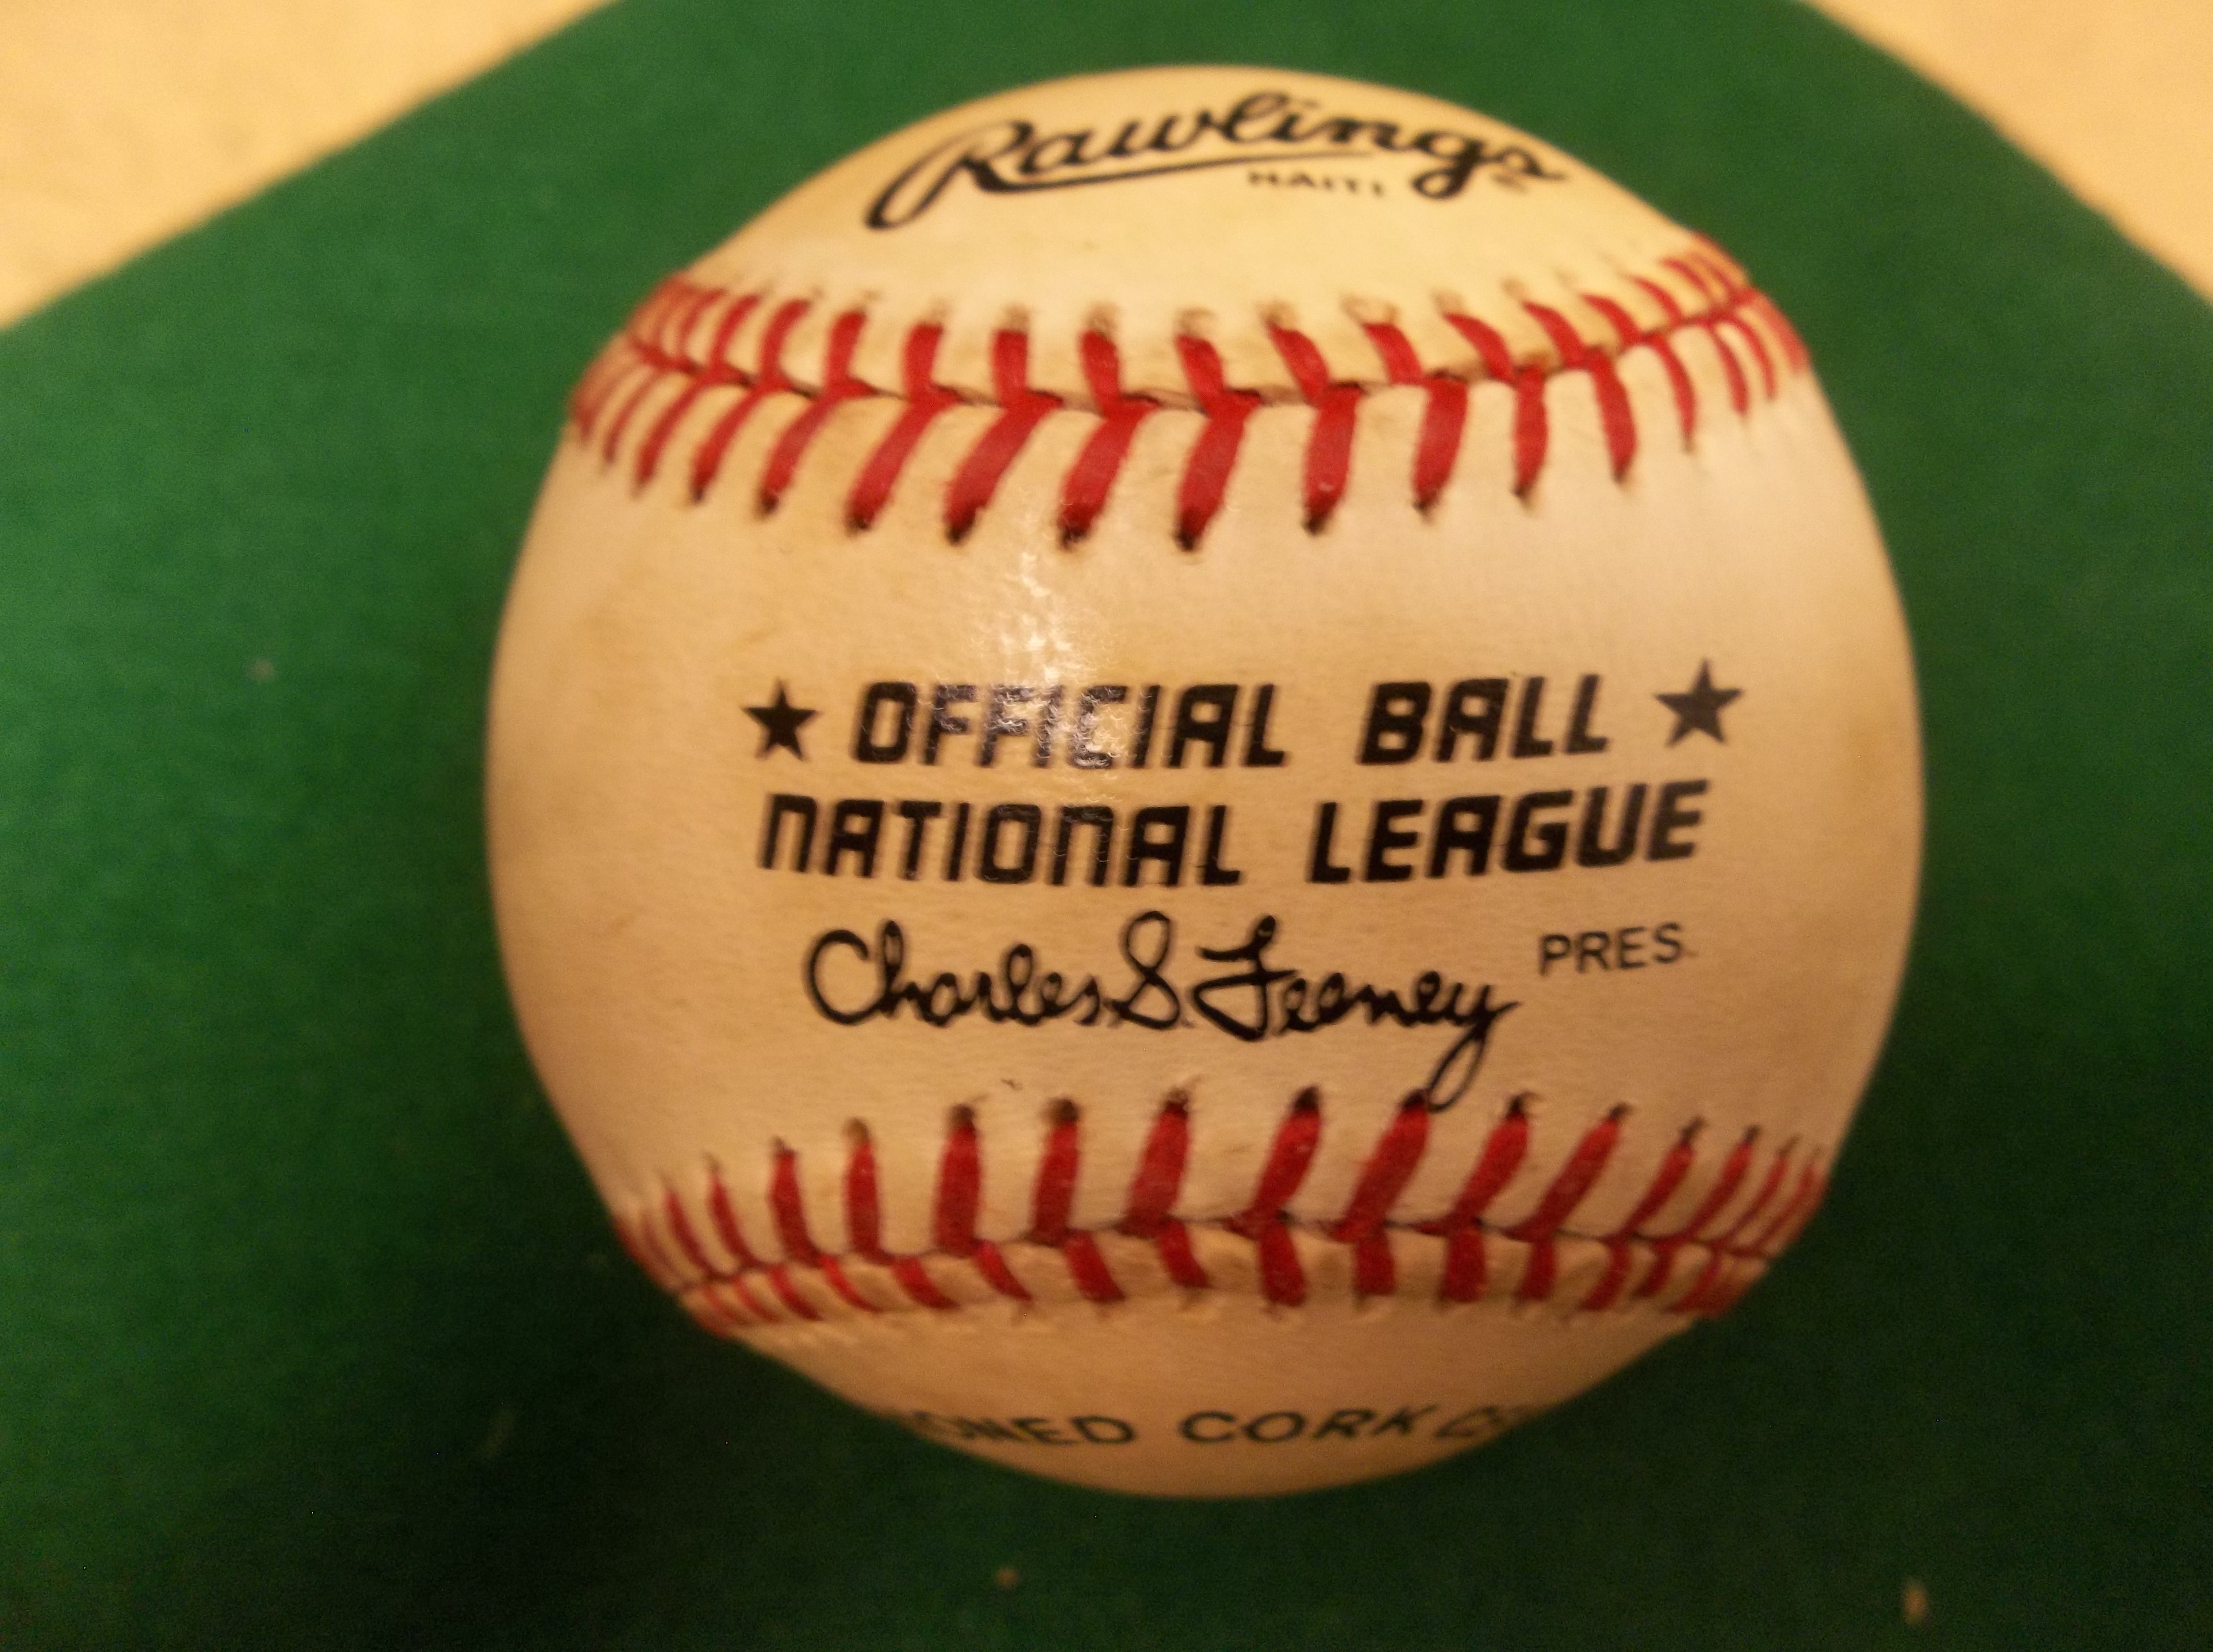 Rawlings
HAITI
★ OFFICIAL BALL ★
NATIONAL LEAGUE
Charles S. Feeney PRES.
CORK